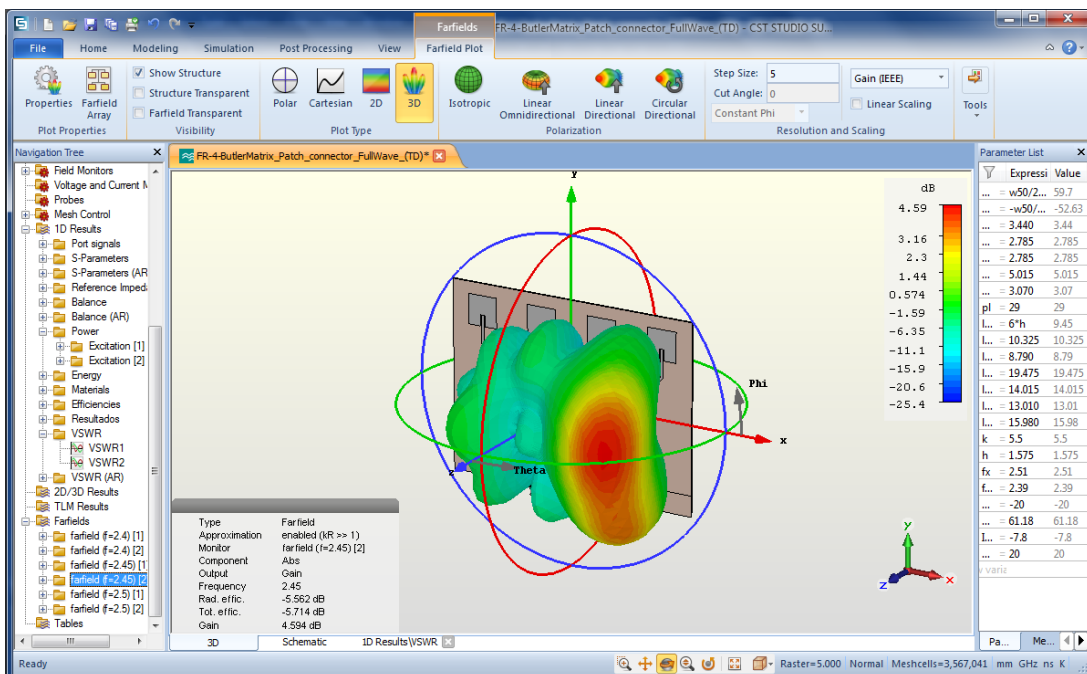 Farfields
FR-4-ButlerMatrix_Patch_connector_FullWave_(TD) - CST STUDIO SU...
File Home Modeling Simulation Post Processing View Farfield Plot
Properties
Farfield Array
Plot Properties
Show Structure
Structure Transparent
Farfield Transparent
Visibility
Polar Cartesian 2D 3D
Plot Type
Isotropic
Linear Omnidirectional
Linear Directional
Circular Directional
Polarization
Step Size: 5
Cut Angle: 0
Constant Phi
Gain (IEEE)
Linear Scaling
Resolution and Scaling
Tools
Navigation Tree
Field Monitors
Voltage and Current M
Probes
Mesh Control
1D Results
Port signals
S-Parameters
S-Parameters (AR
Reference Imped
Balance
Balance (AR)
Power
Excitation [1]
Excitation [2]
Energy
Materials
Efficiencies
Resultados
VSWR
VSWR1
VSWR2
VSWR (AR)
2D/3D Results
TLM Results
Farfields
farfield (f=2.4) [1]
farfield (f=2.4) [2]
farfield (f=2.45) [1]
farfield (f=2.45) [2
farfield (f=2.5) [1]
farfield (f=2.5) [2]
Tables
FR-4-ButlerMatrix_Patch_connector_FullWave_(TD)*
y
Phi
x
z
Theta
dB
4.59
3.16
2.3
1.44
0.574
-1.59
-6.35
-11.1
-15.9
-20.6
-25.4
Type Farfield
Approximation enabled (kR >> 1)
Monitor farfield (f=2.45) [2]
Component Abs
Output Gain
Frequency 2.45
Rad. effic. -5.562 dB
Tot. effic. -5.714 dB
Gain 4.594 dB
y
z
x
3D Schematic 1D Results\VSWR
Parameter List
Expressi Value
... = w50/2... 59.7
... = -w50/... -52.63
... = 3.440 3.44
... = 2.785 2.785
... = 2.785 2.785
... = 5.015 5.015
... = 3.070 3.07
pl = 29 29
l... = 6*h 9.45
l... = 10.325 10.325
l... = 8.790 8.79
l... = 19.475 19.475
l... = 14.015 14.015
l... = 13.010 13.01
l... = 15.980 15.98
k = 5.5 5.5
h = 1.575 1.575
fx = 2.51 2.51
f... = 2.39 2.39
... = -20 -20
... = 61.18 61.18
I... = -7.8 -7.8
... = 20 20
Pa... Me...
Ready
Raster=5.000 Normal Meshcells=3,567,041 mm GHz ns K